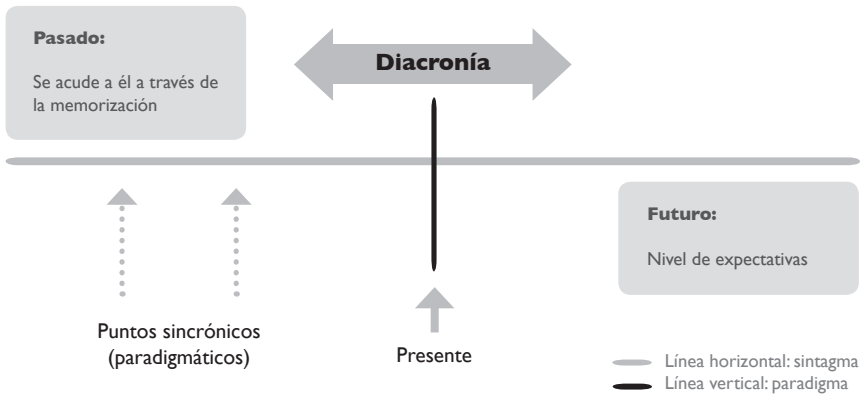 Pasado:
Se acude a él a través de
la memorización
Diacronía
Futuro:
Nivel de expectativas
Puntos sincrónicos
(paradigmáticos)
Presente
Línea horizontal: sintagma
Línea vertical: paradigma